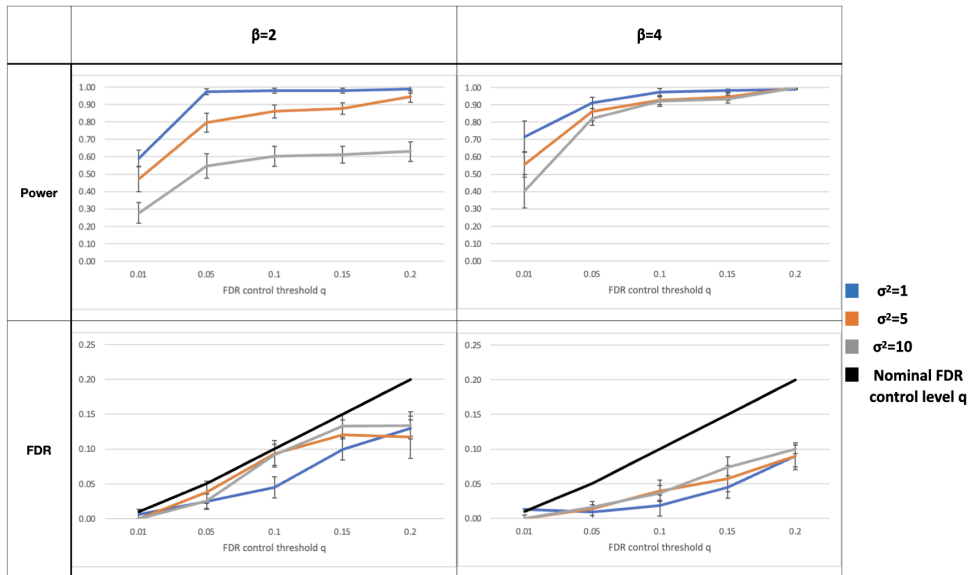 β=2
β=4
Power
1.00
0.90
0.80
0.70
0.60
0.50
0.40
0.30
0.20
0.10
0.00
0.01 0.05 0.1 0.15 0.2
FDR control threshold q
1.00
0.90
0.80
0.70
0.60
0.50
0.40
0.30
0.20
0.10
0.00
0.01 0.05 0.1 0.15 0.2
FDR control threshold q
FDR
0.25
0.20
0.15
0.10
0.05
0.00
0.01 0.05 0.1 0.15 0.2
FDR control threshold q
0.25
0.20
0.15
0.10
0.05
0.00
0.01 0.05 0.1 0.15 0.2
FDR control threshold q
σ²=1
σ²=5
σ²=10
Nominal FDR
control level q